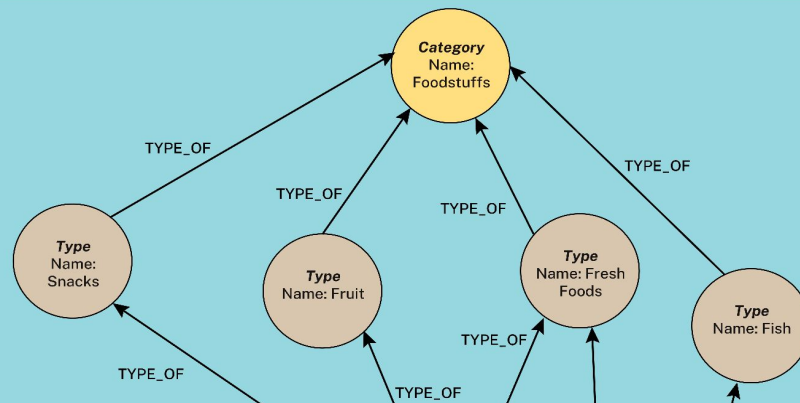 Category
Name:
Foodstuffs
TYPE_OF
TYPE_OF
TYPE_OF
TYPE_OF
Type
Name:
Snacks
Type
Name: Fruit
Type
Name: Fresh
Foods
Type
Name: Fish
TYPE_OF
TYPE_OF
TYPE_OF